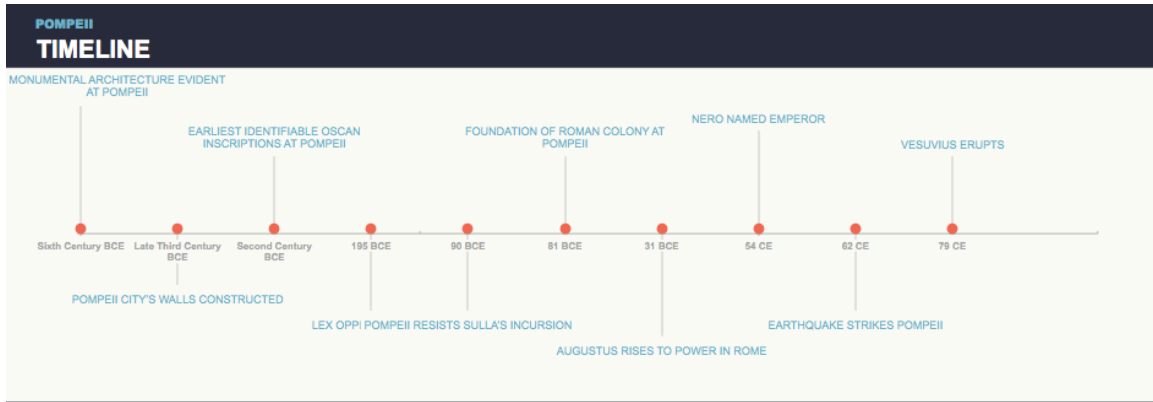 POMPEII
TIMELINE
MONUMENTAL ARCHITECTURE EVIDENT
AT POMPEII
EARLIEST IDENTIFIABLE OSCAN
INSCRIPTIONS AT POMPEII
FOUNDATION OF ROMAN COLONY AT
POMPEII
NERO NAMED EMPEROR
VESUVIUS ERUPTS
Sixth Century BCE
Late Third Century
BCE
Second Century
BCE
195 BCE
90 BCE
81 BCE
31 BCE
54 CE
62 CE
79 CE
POMPEII CITY'S WALLS CONSTRUCTED
LEX OPPI
POMPEII RESISTS SULLA'S INCURSION
EARTHQUAKE STRIKES POMPEII
AUGUSTUS RISES TO POWER IN ROME